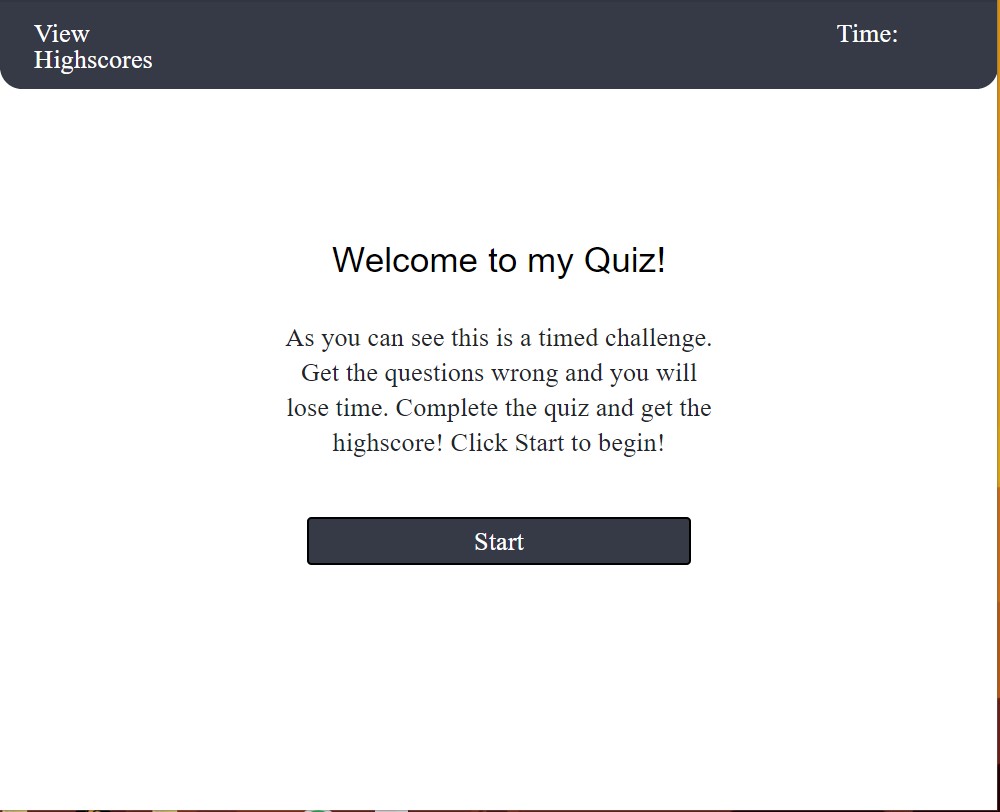 View
Highscores
Time:
Welcome to my Quiz!
As you can see this is a timed challenge.
Get the questions wrong and you will
lose time. Complete the quiz and get the
highscore! Click Start to begin!
Start